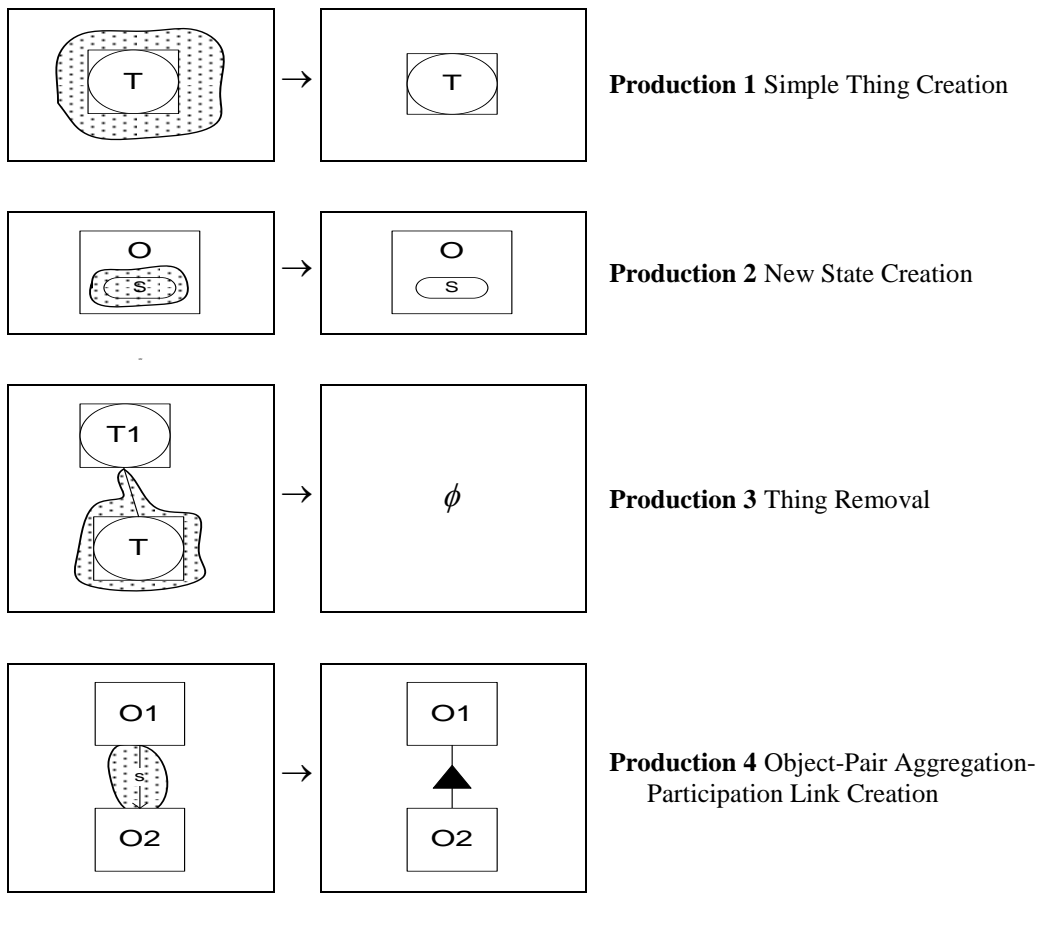 T → T Production 1 Simple Thing Creation
O O
s → s Production 2 New State Creation
T1
→ ϕ Production 3 Thing Removal
T
O1 O1
s → Production 4 Object-Pair Aggregation-
Participation Link Creation
O2 O2